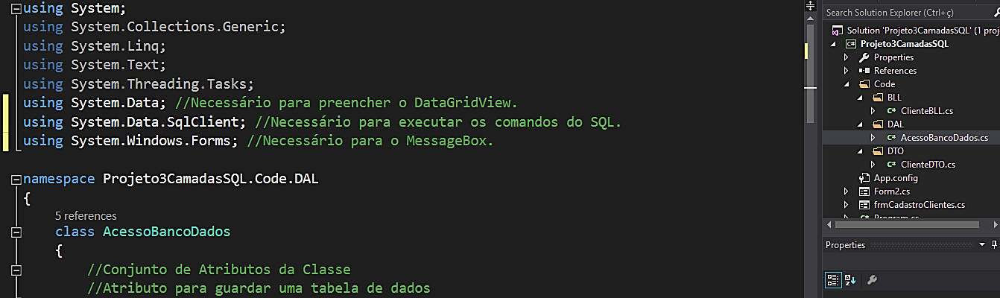 using System;
using System.Collections.Generic;
using System.Linq;
using System.Text;
using System.Threading.Tasks;
using System.Data; //Necessário para preencher o DataGridView.
using System.Data.SqlClient; //Necessário para executar os comandos do SQL.
using System.Windows.Forms; //Necessário para o MessageBox.
namespace Projeto3CamadasSQL.Code.DAL
{
5 references
class AcessoBancoDados
{
//Conjunto de Atributos da Classe
//Atributo para guardar uma tabela de dados
Search Solution Explorer (Ctrl+ç)
Solution 'Projeto3CamadasSQL' (1 proj
C# Projeto3CamadasSQL
Properties
References
Code
BLL
C# ClienteBLL.cs
DAL
C# AcessoBancoDados.cs
DTO
C# ClienteDTO.cs
App.config
Form2.cs
frmCadastroClientes.cs
C# Program.cs
Properties